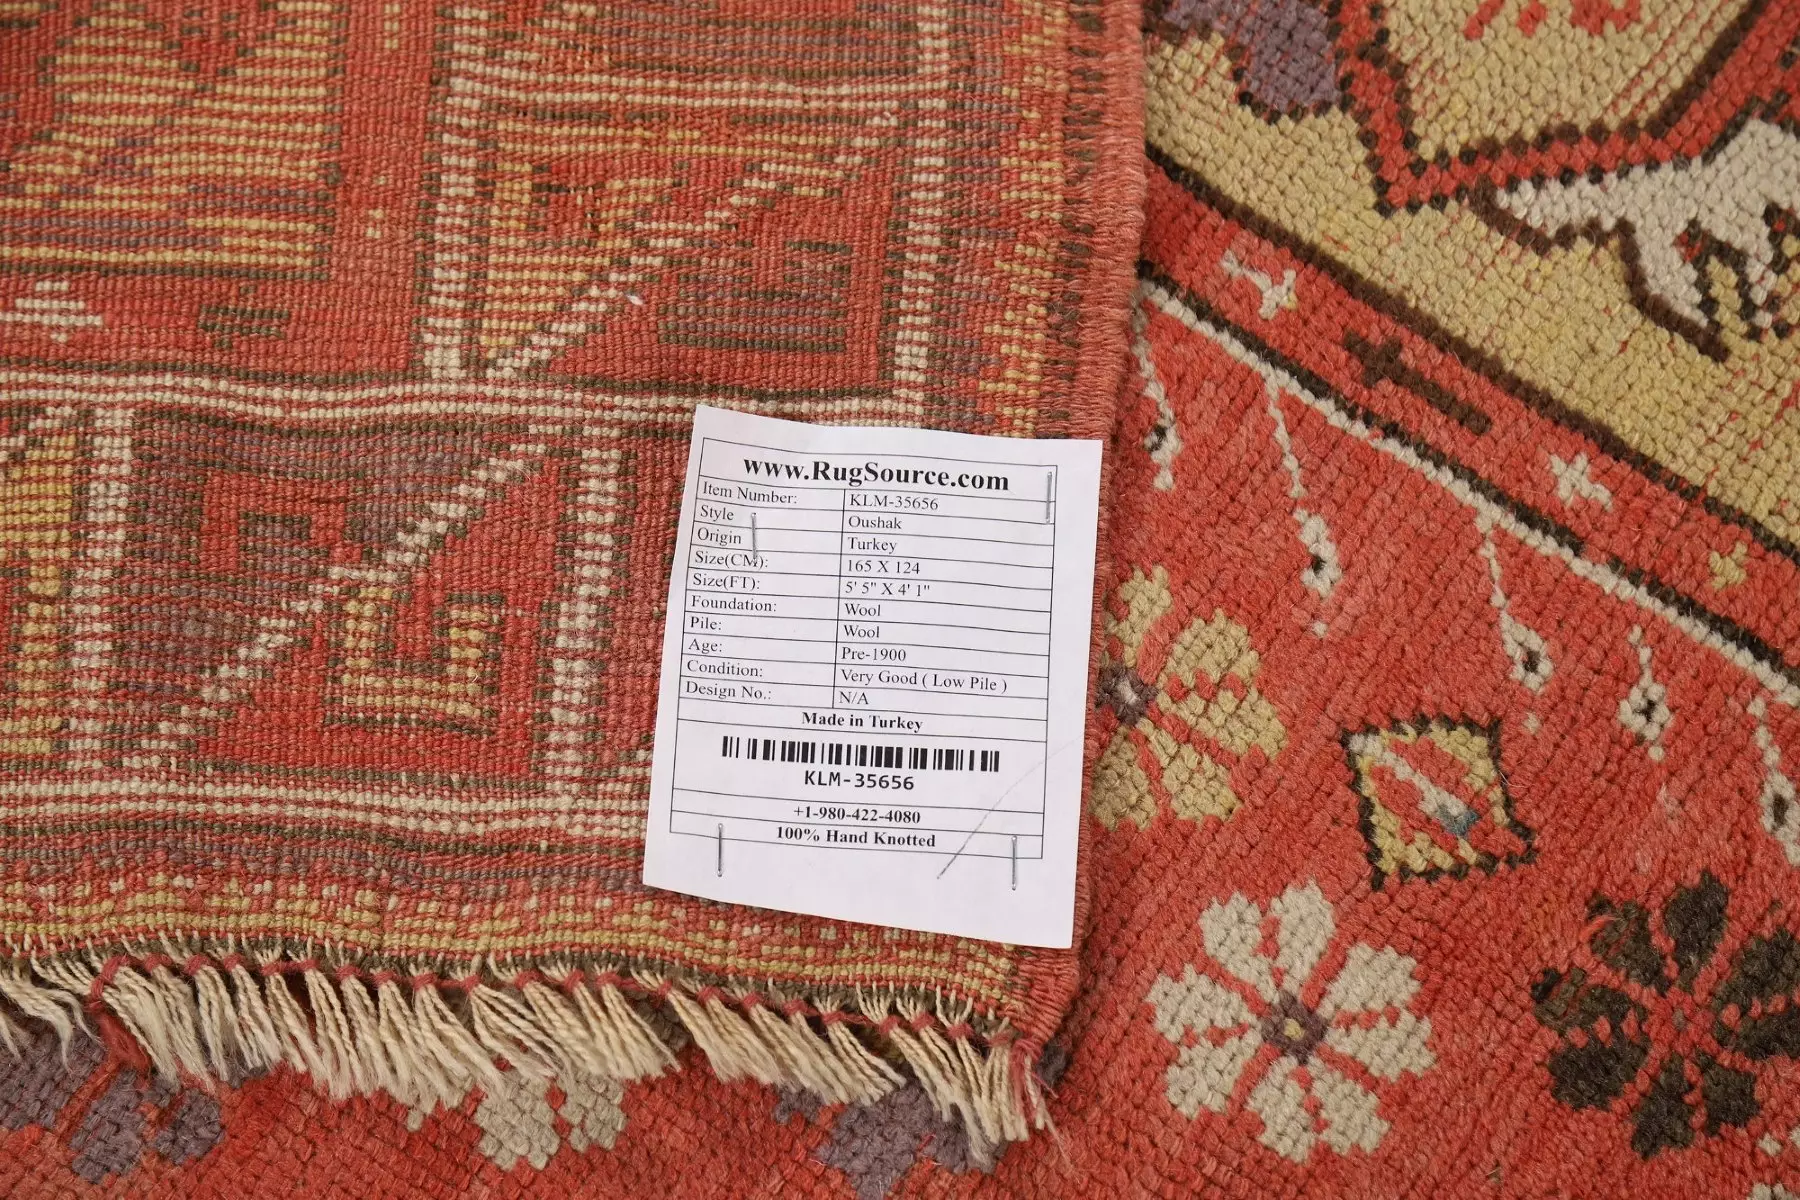 www.RugSource.com
Item Number: KLM-35656
Style Oushak
Origin Turkey
Size(CM): 165 X 124
Size(FT): 5' 5" X 4' 1"
Foundation: Wool
Pile: Wool
Age: Pre-1900
Condition: Very Good ( Low Pile )
Design No.: N/A
Made in Turkey
KLM-35656
+1-980-422-4080
100% Hand Knotted